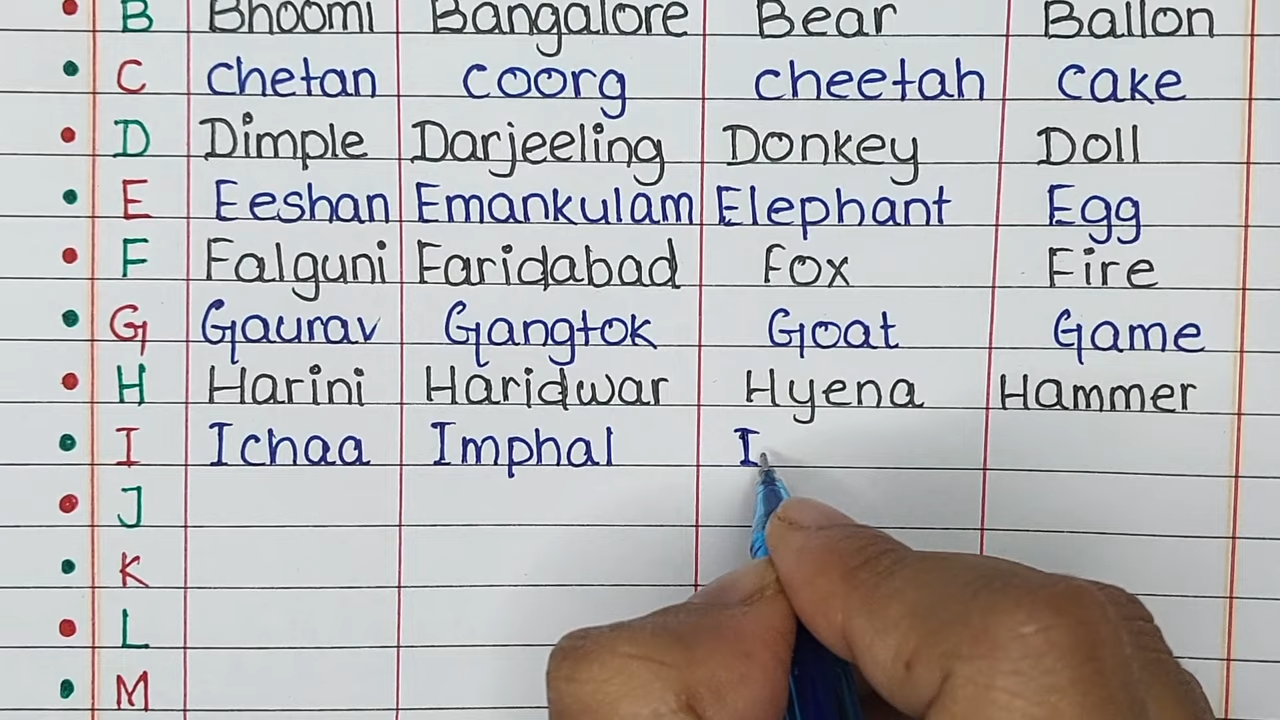 B Bhoomi Bangalore Bear Ballon
C Chetan Coorg Cheetah Cake
D Dimple Darjeeling Donkey Doll
E Eeshan Emankulam Elephant Egg
F Falguni Faridabad Fox Fire
G Gaurav Gangtok Goat Game
H Harini Haridwar Hyena Hammer
I Ichaa Imphal I
J
K
L
M